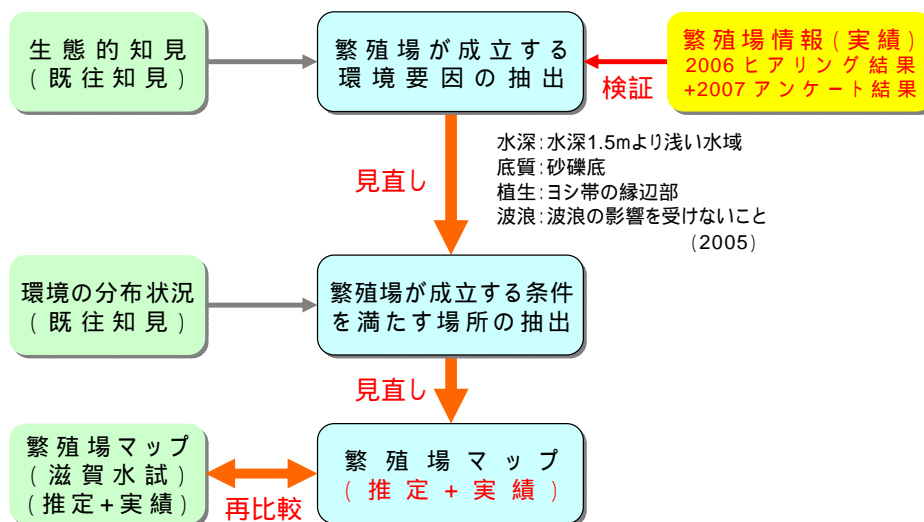 生態的知見
(既往知見)
繁殖場が成立する
環境要因の抽出
繁殖場情報(実績)
2006 ヒアリング結果
+2007 アンケート結果
検証
見直し
水深:水深1.5mより浅い水域
底質:砂礫底
植生:ヨシ帯の縁辺部
波浪:波浪の影響を受けないこと
(2005)
環境の分布状況
(既往知見)
繁殖場が成立する条件
を満たす場所の抽出
見直し
繁殖場マップ
(滋賀水試)
(推定+実績)
再比較
繁殖場マップ
(推定+実績)